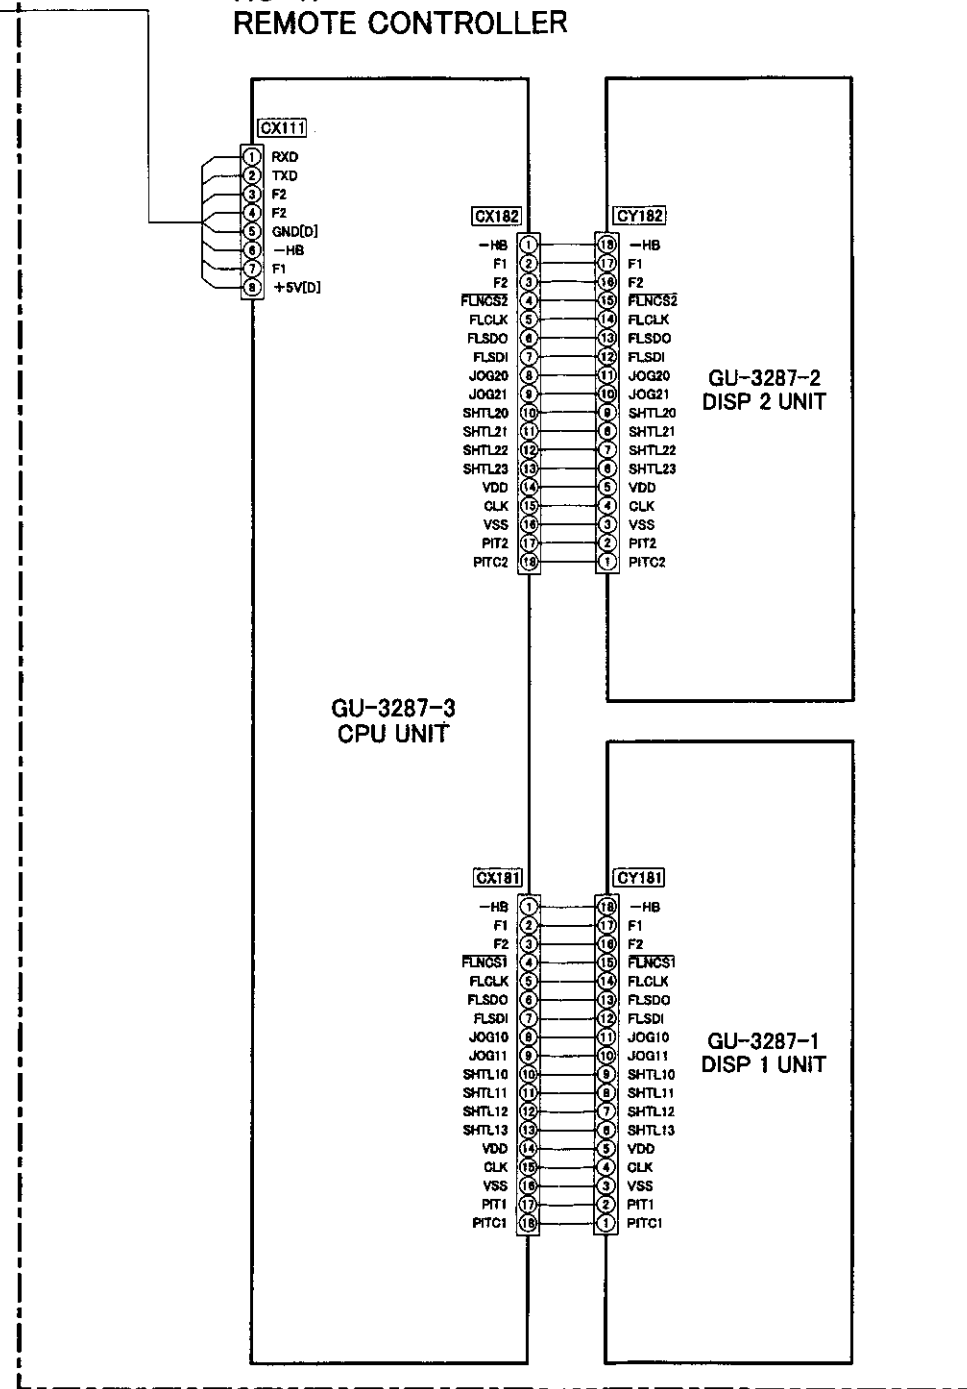 REMOTE CONTROLLER
CX111
1 RXD
2 TXD
3 F2
4 F2
5 GND[D]
6 -HB
7 F1
8 +5V[D]
CX182 CY182
-HB 1 18 -HB
F1 2 17 F1
F2 3 16 F2
FLNCS2 4 15 FLNCS2
FLCLK 5 14 FLCLK
FLSDO 6 13 FLSDO
FLSDI 7 12 FLSDI
JOG20 8 11 JOG20
JOG21 9 10 JOG21
SHTL20 10 9 SHTL20
SHTL21 11 8 SHTL21
SHTL22 12 7 SHTL22
SHTL23 13 6 SHTL23
VDD 14 5 VDD
CLK 15 4 CLK
VSS 16 3 VSS
PIT2 17 2 PIT2
PITC2 18 1 PITC2
GU-3287-2
DISP 2 UNIT
GU-3287-3
CPU UNIT
CX181 CY181
-HB 1 18 -HB
F1 2 17 F1
F2 3 16 F2
FLNCS1 4 15 FLNCS1
FLCLK 5 14 FLCLK
FLSDO 6 13 FLSDO
FLSDI 7 12 FLSDI
JOG10 8 11 JOG10
JOG11 9 10 JOG11
SHTL10 10 9 SHTL10
SHTL11 11 8 SHTL11
SHTL12 12 7 SHTL12
SHTL13 13 6 SHTL13
VDD 14 5 VDD
CLK 15 4 CLK
VSS 16 3 VSS
PIT1 17 2 PIT1
PITC1 18 1 PITC1
GU-3287-1
DISP 1 UNIT